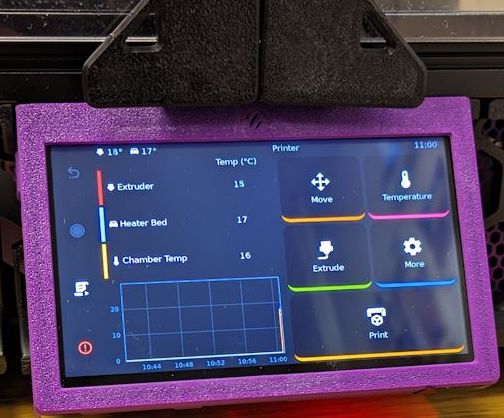 15° 17° Printer 11:00
Temp (°C)
Extruder 15
Heater Bed 17
Chamber Temp 16
Move
Temperature
Extrude
More
Print
20
10
0
10:44 10:48 10:52 10:56 11:00